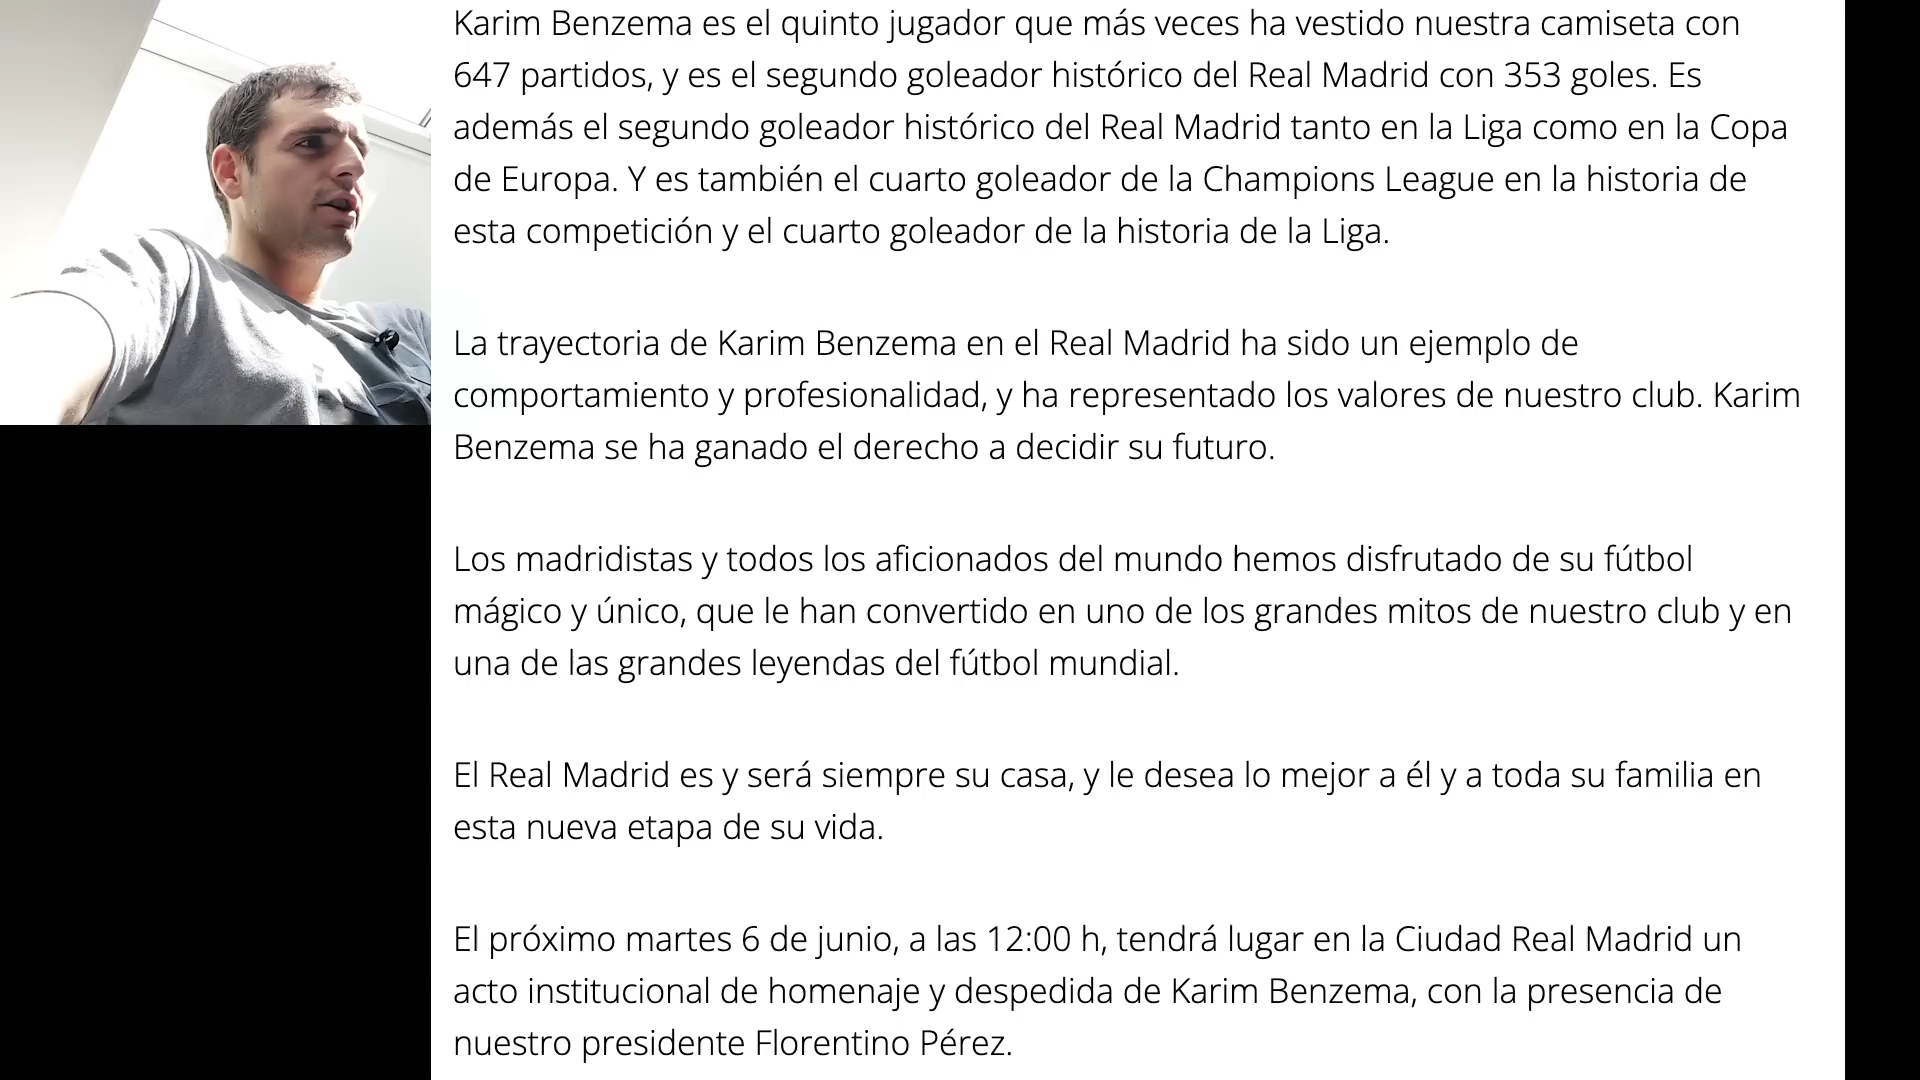 Karim Benzema es el quinto jugador que más veces ha vestido nuestra camiseta con
647 partidos, y es el segundo goleador histórico del Real Madrid con 353 goles. Es
además el segundo goleador histórico del Real Madrid tanto en la Liga como en la Copa
de Europa. Y es también el cuarto goleador de la Champions League en la historia de
esta competición y el cuarto goleador de la historia de la Liga.
La trayectoria de Karim Benzema en el Real Madrid ha sido un ejemplo de
comportamiento y profesionalidad, y ha representado los valores de nuestro club. Karim
Benzema se ha ganado el derecho a decidir su futuro.
Los madridistas y todos los aficionados del mundo hemos disfrutado de su fútbol
mágico y único, que le han convertido en uno de los grandes mitos de nuestro club y en
una de las grandes leyendas del fútbol mundial.
El Real Madrid es y será siempre su casa, y le desea lo mejor a él y a toda su familia en
esta nueva etapa de su vida.
El próximo martes 6 de junio, a las 12:00 h, tendrá lugar en la Ciudad Real Madrid un
acto institucional de homenaje y despedida de Karim Benzema, con la presencia de
nuestro presidente Florentino Pérez.